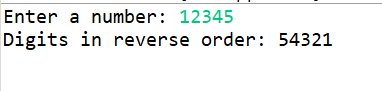 Enter a number: 12345
Digits in reverse order: 54321